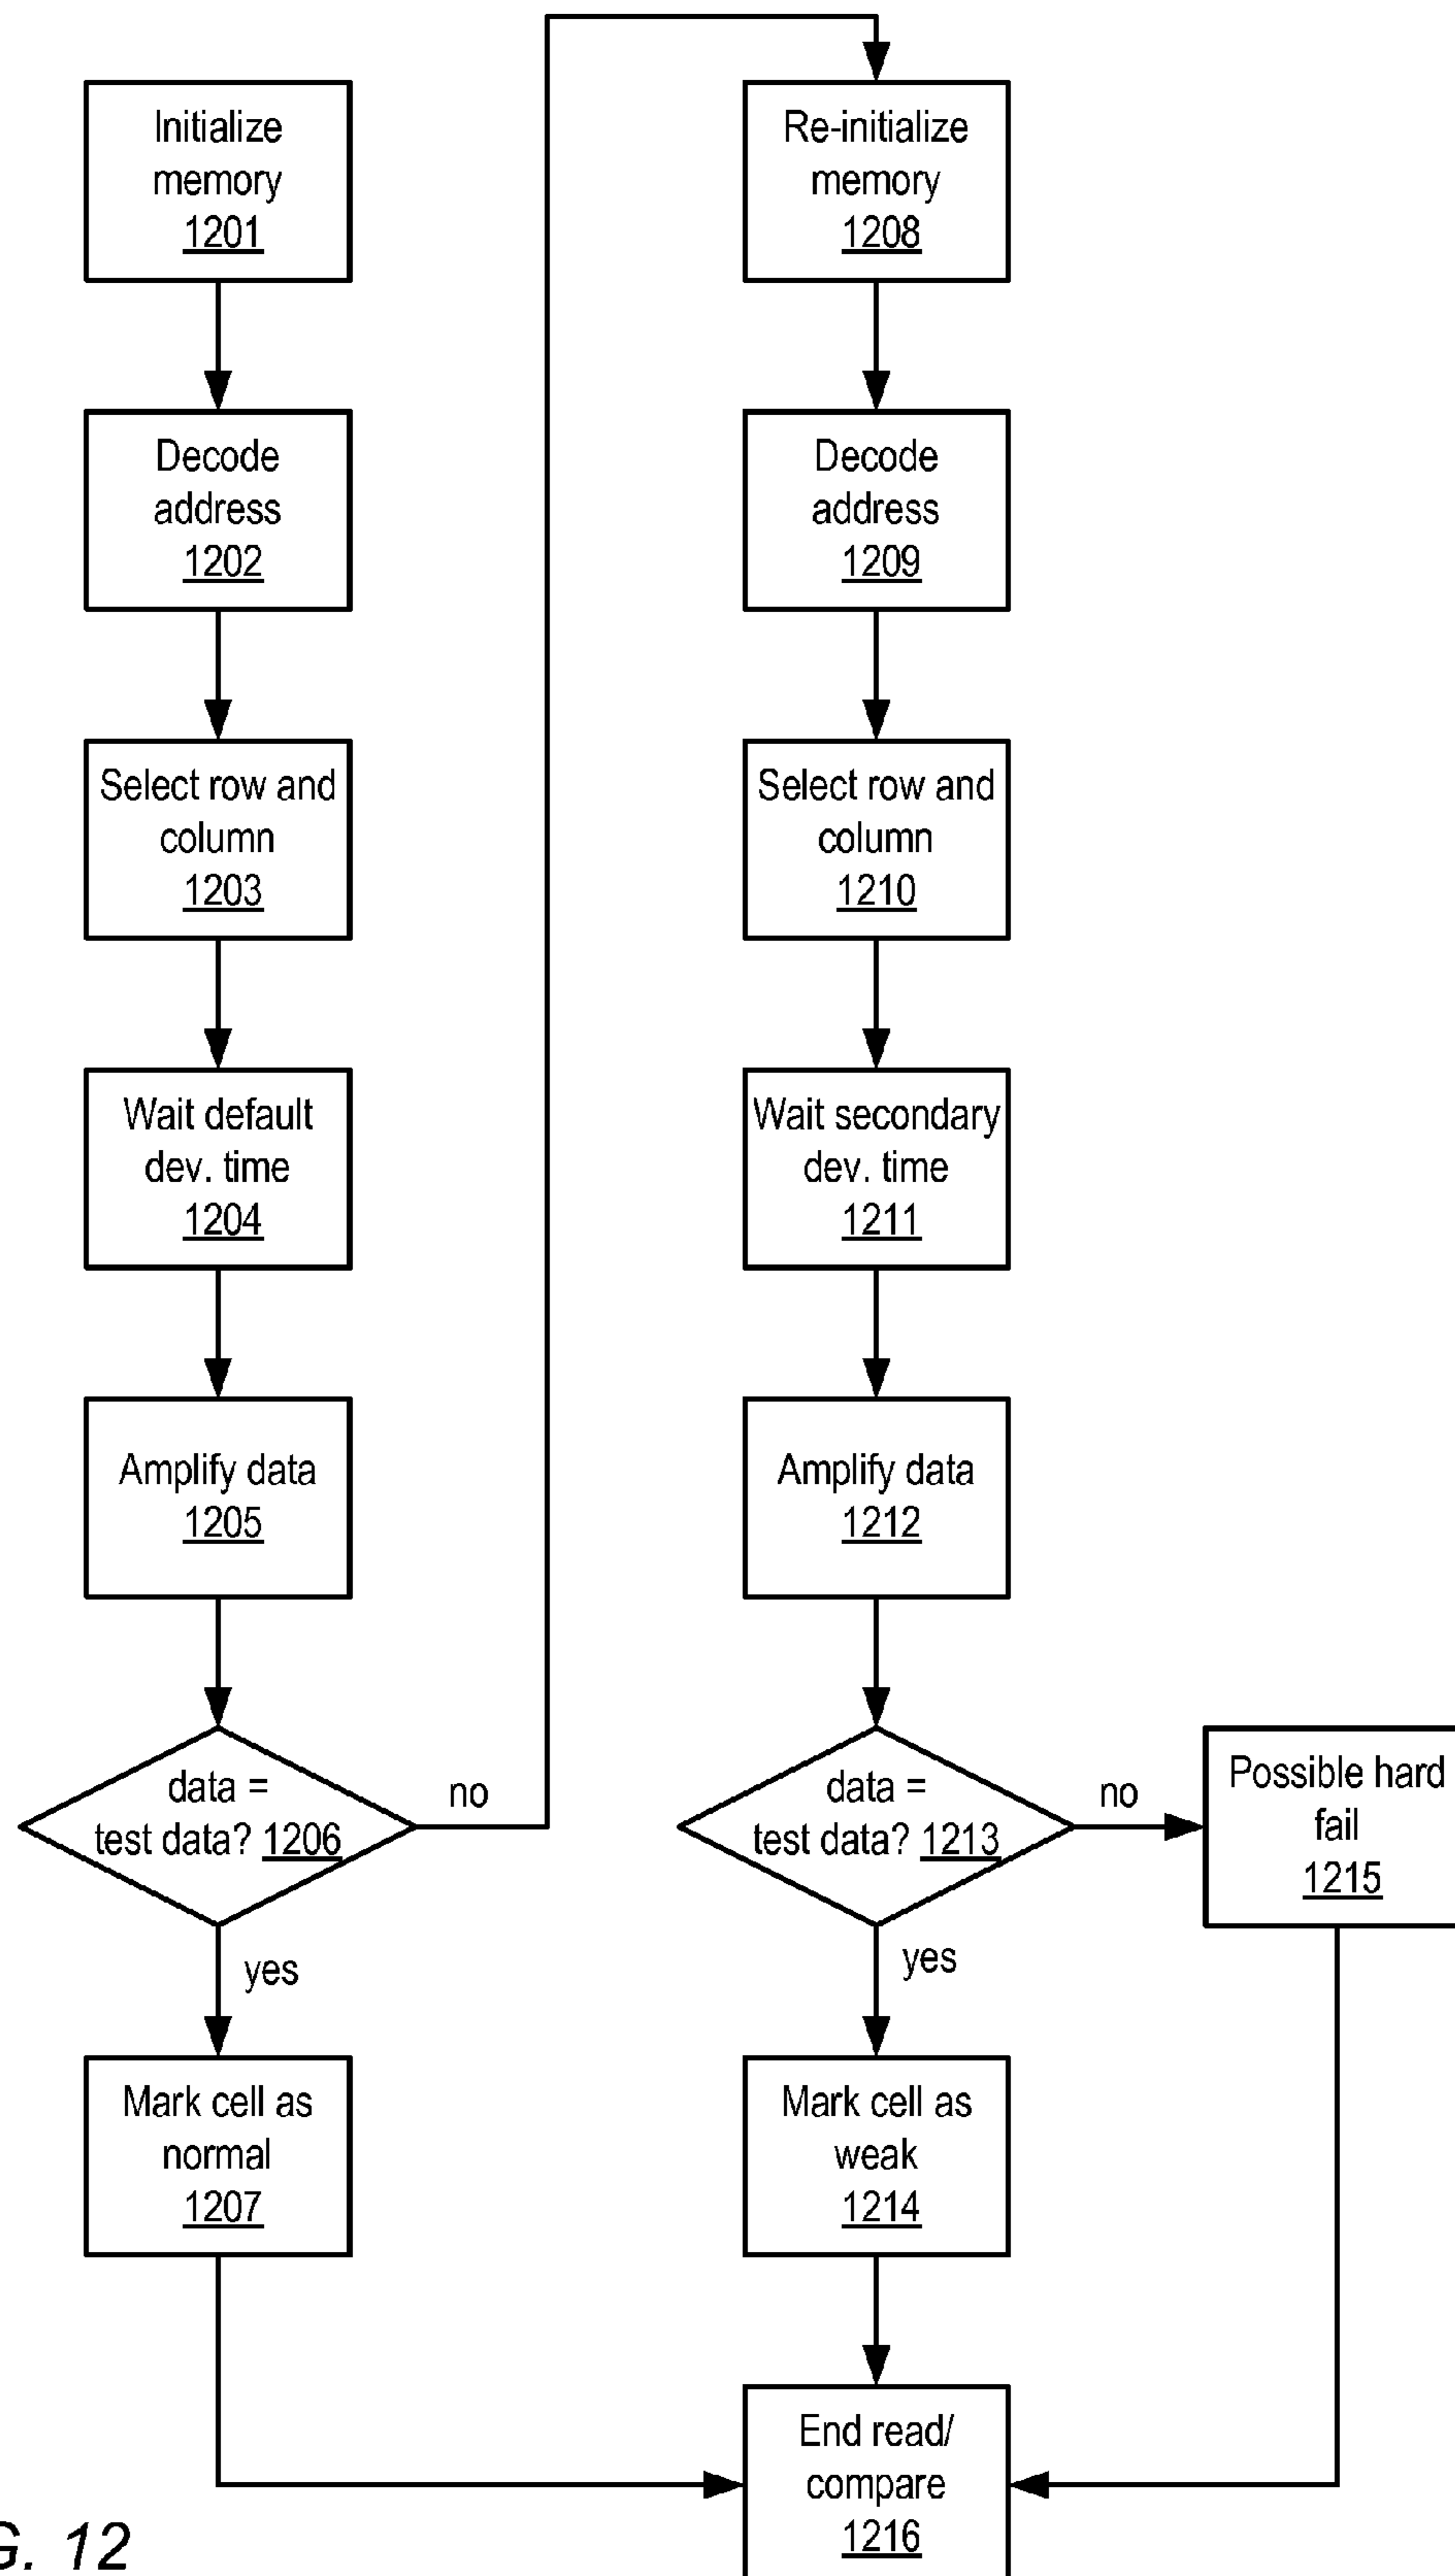 Initialize
memory
1201
Decode
address
1202
Select row and
column
1203
Wait default
dev. time
1204
Amplify data
1205
data =
test data? 1206
no
yes
Mark cell as
normal
1207
Re-initialize
memory
1208
Decode
address
1209
Select row and
column
1210
Wait secondary
dev. time
1211
Amplify data
1212
data =
test data? 1213
no
yes
Possible hard
fail
1215
Mark cell as
weak
1214
End read/
compare
1216
G. 12